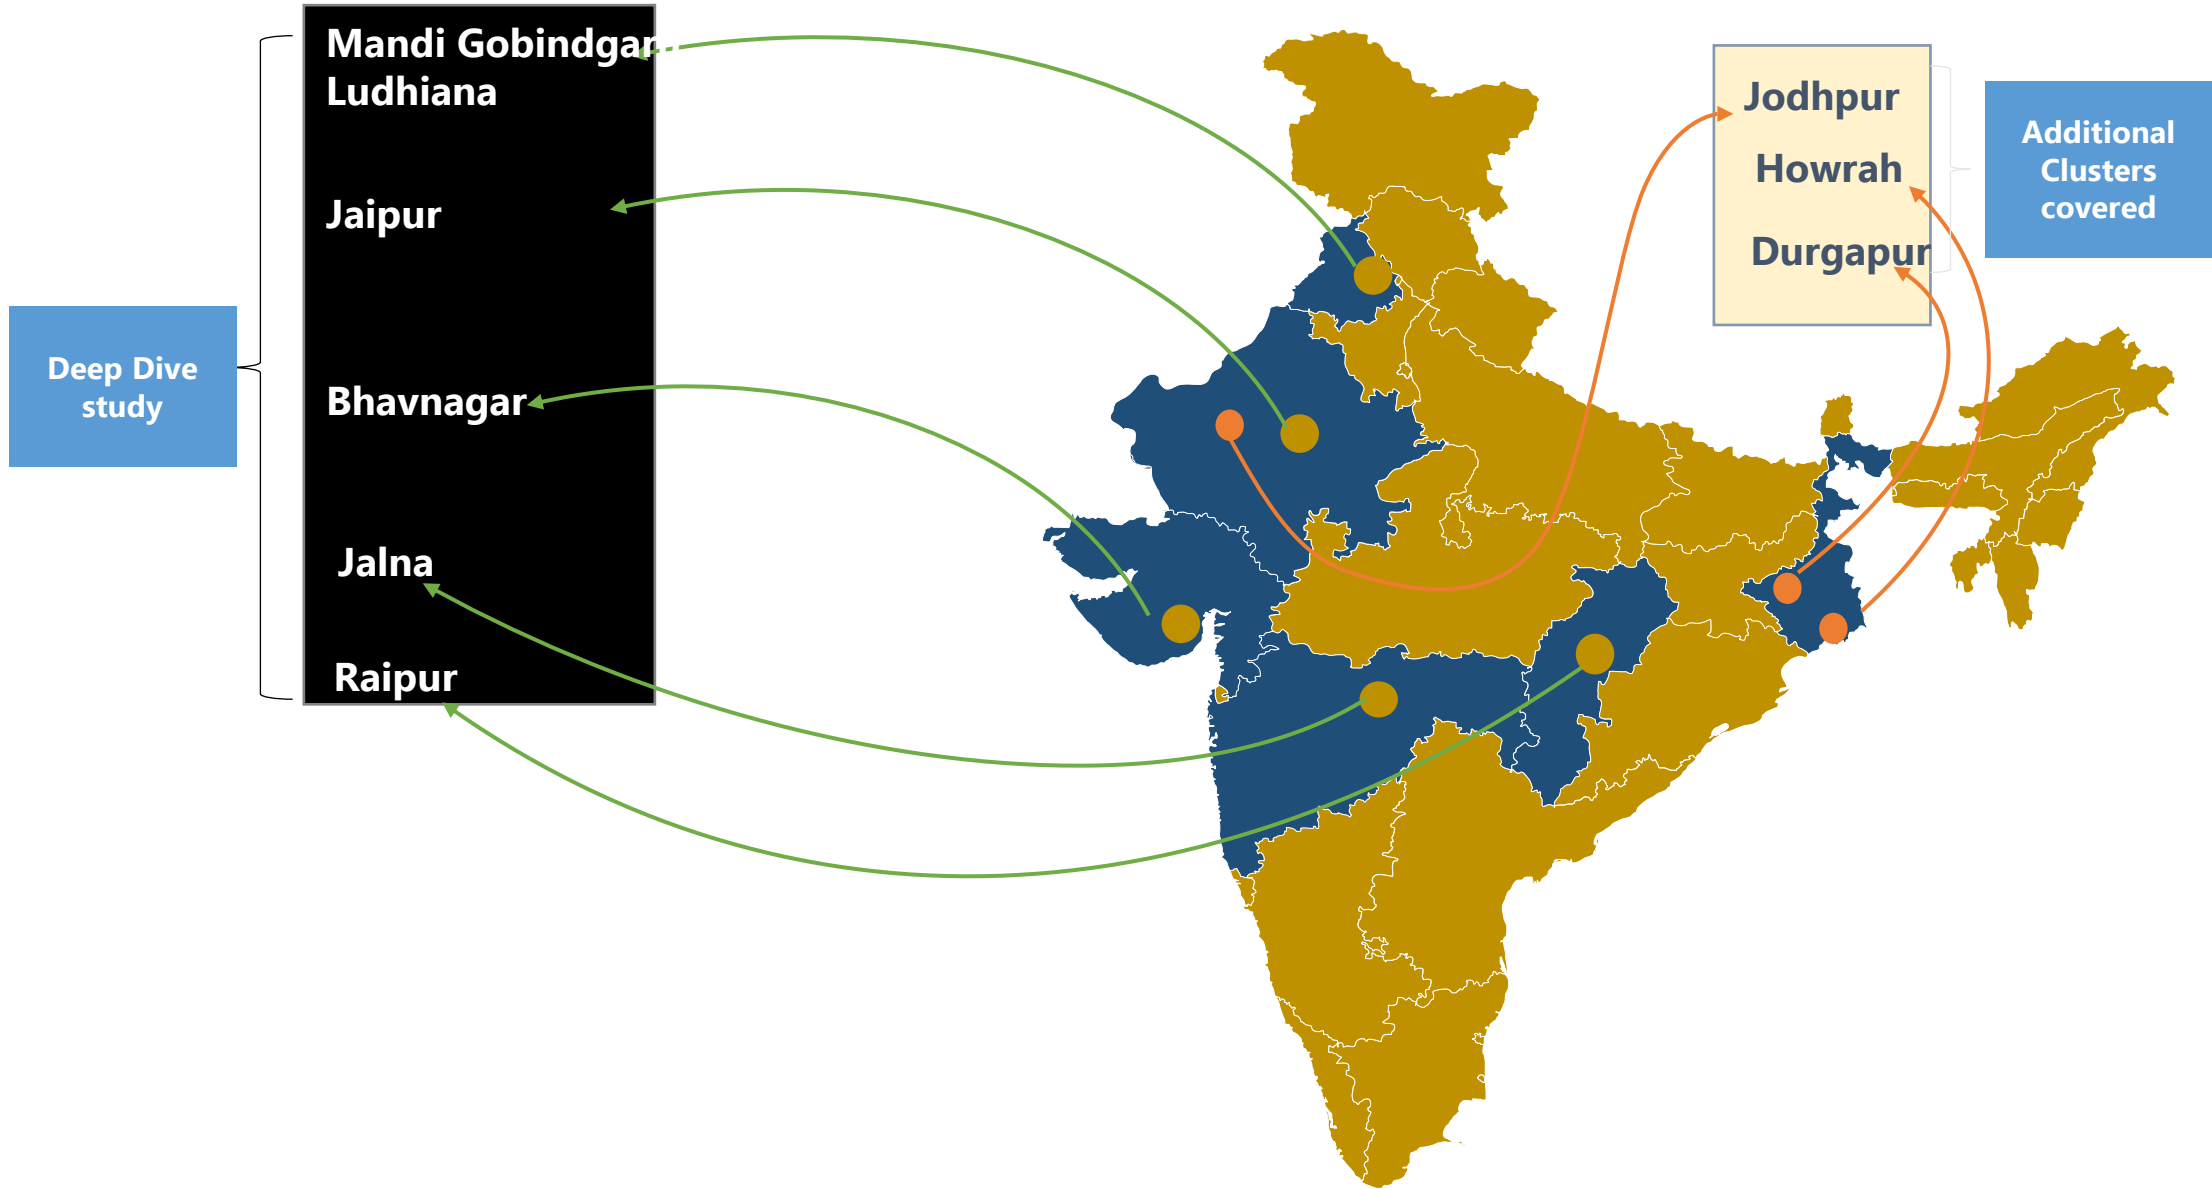 Mandi Gobindgarh
Ludhiana
Jaipur
Bhavnagar
Jalna
Raipur
Deep Dive
study
Jodhpur
Howrah
Durgapur
Additional
Clusters
covered